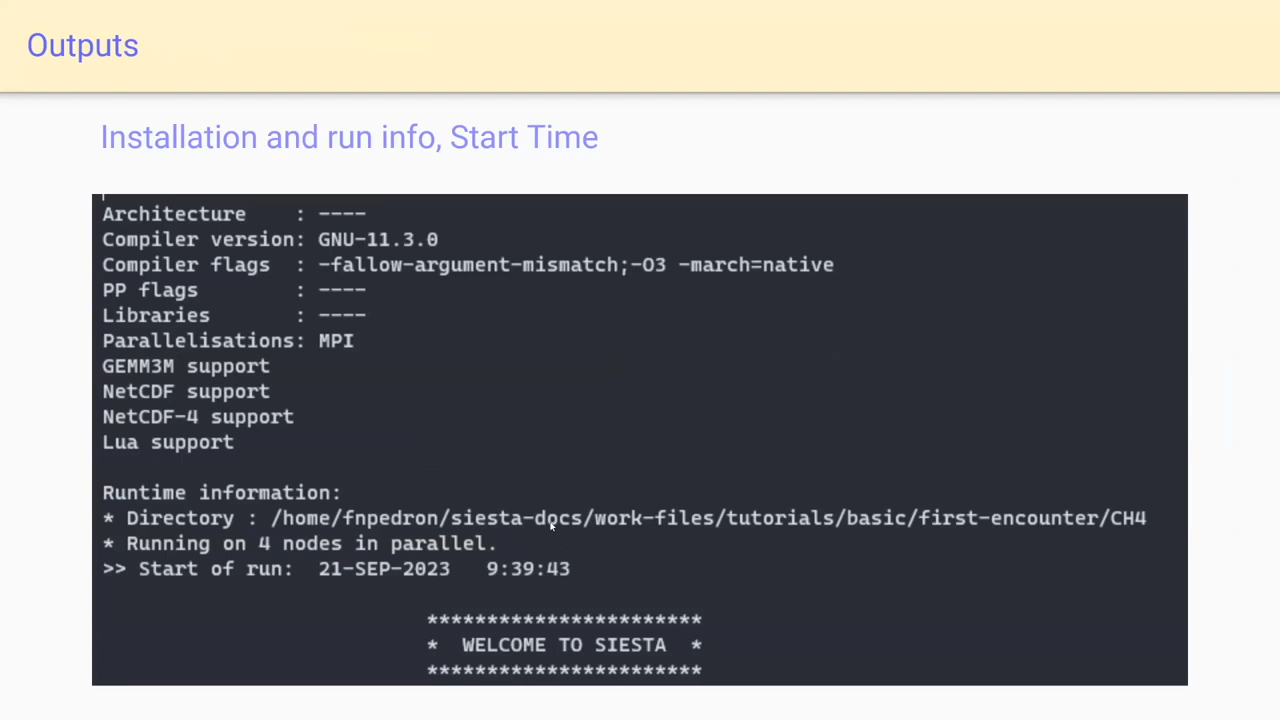 Outputs
Installation and run info, Start Time
Architecture    : ----
Compiler version: GNU-11.3.0
Compiler flags  : -fallow-argument-mismatch;-O3 -march=native
PP flags        : ----
Libraries       : ----
Parallelisations: MPI
GEMM3M support
NetCDF support
NetCDF-4 support
Lua support
Runtime information:
* Directory : /home/fnpedron/siesta-docs/work-files/tutorials/basic/first-encounter/CH4
* Running on 4 nodes in parallel.
>> Start of run:  21-SEP-2023   9:39:43
***********************
*  WELCOME TO SIESTA  *
***********************